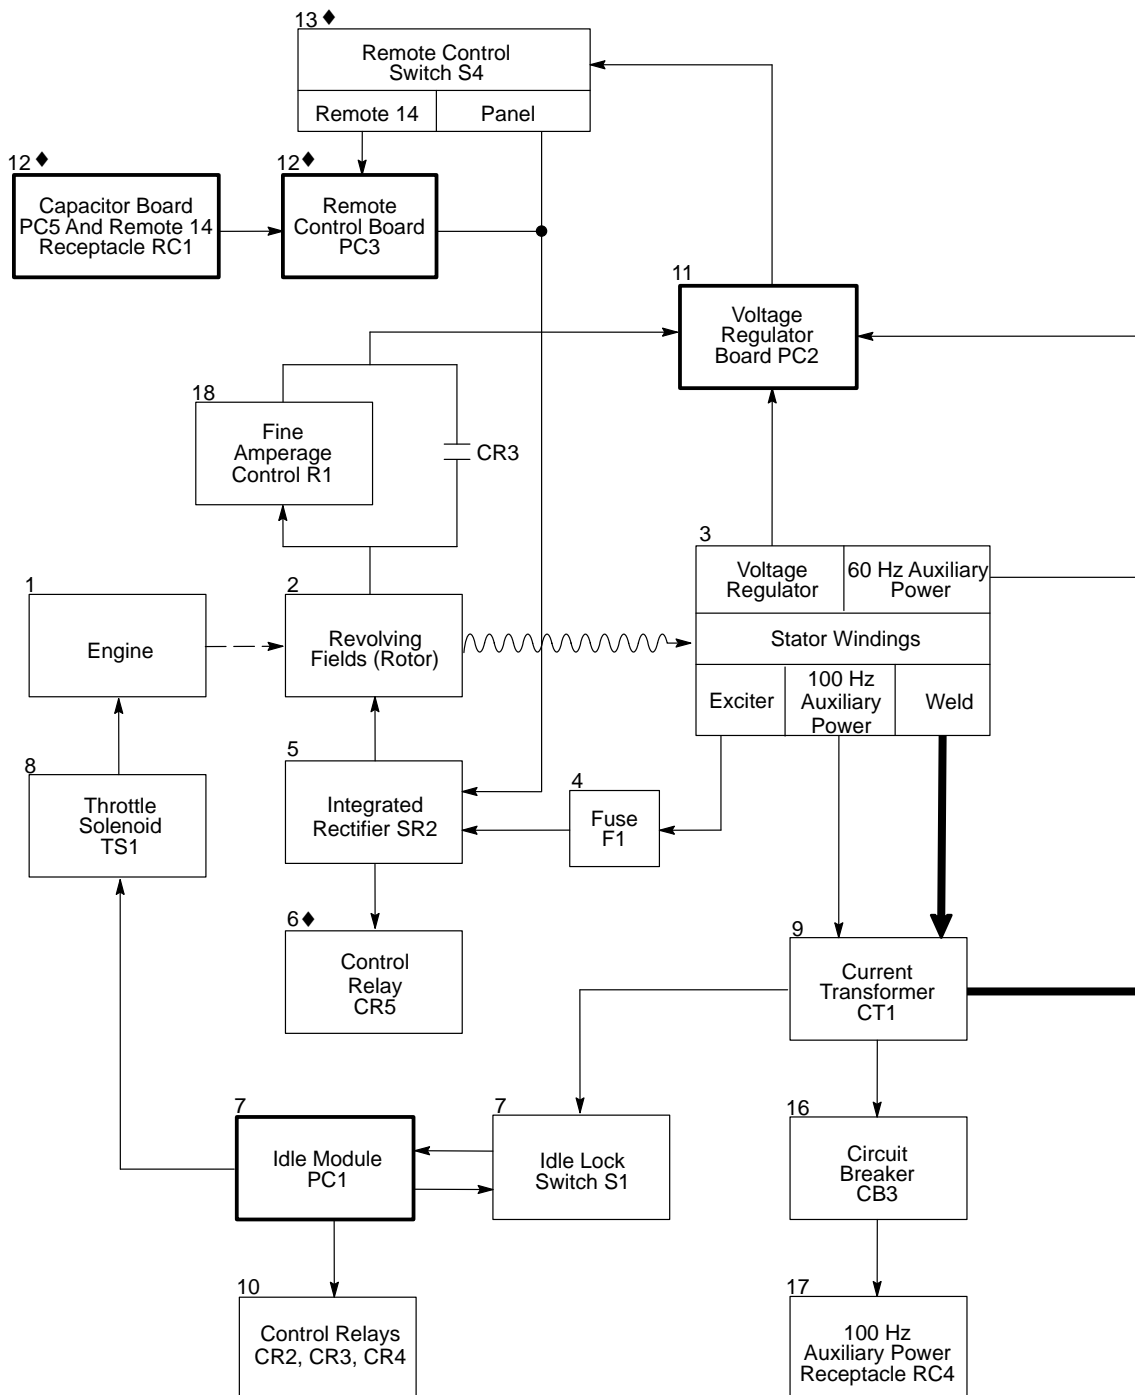 13♦
Remote Control
Switch S4
Remote 14
Panel
12♦
Capacitor Board
PC5 And Remote 14
Receptacle RC1
12♦
Remote
Control Board
PC3
11
Voltage
Regulator
Board PC2
18
Fine
Amperage
Control R1
CR3
3
Voltage
Regulator
60 Hz Auxiliary
Power
Stator Windings
Exciter
100 Hz
Auxiliary
Power
Weld
1
Engine
2
Revolving
Fields (Rotor)
8
Throttle
Solenoid
TS1
5
Integrated
Rectifier SR2
4
Fuse
F1
6♦
Control
Relay
CR5
9
Current
Transformer
CT1
7
Idle Module
PC1
7
Idle Lock
Switch S1
16
Circuit
Breaker
CB3
10
Control Relays
CR2, CR3, CR4
17
100 Hz
Auxiliary Power
Receptacle RC4